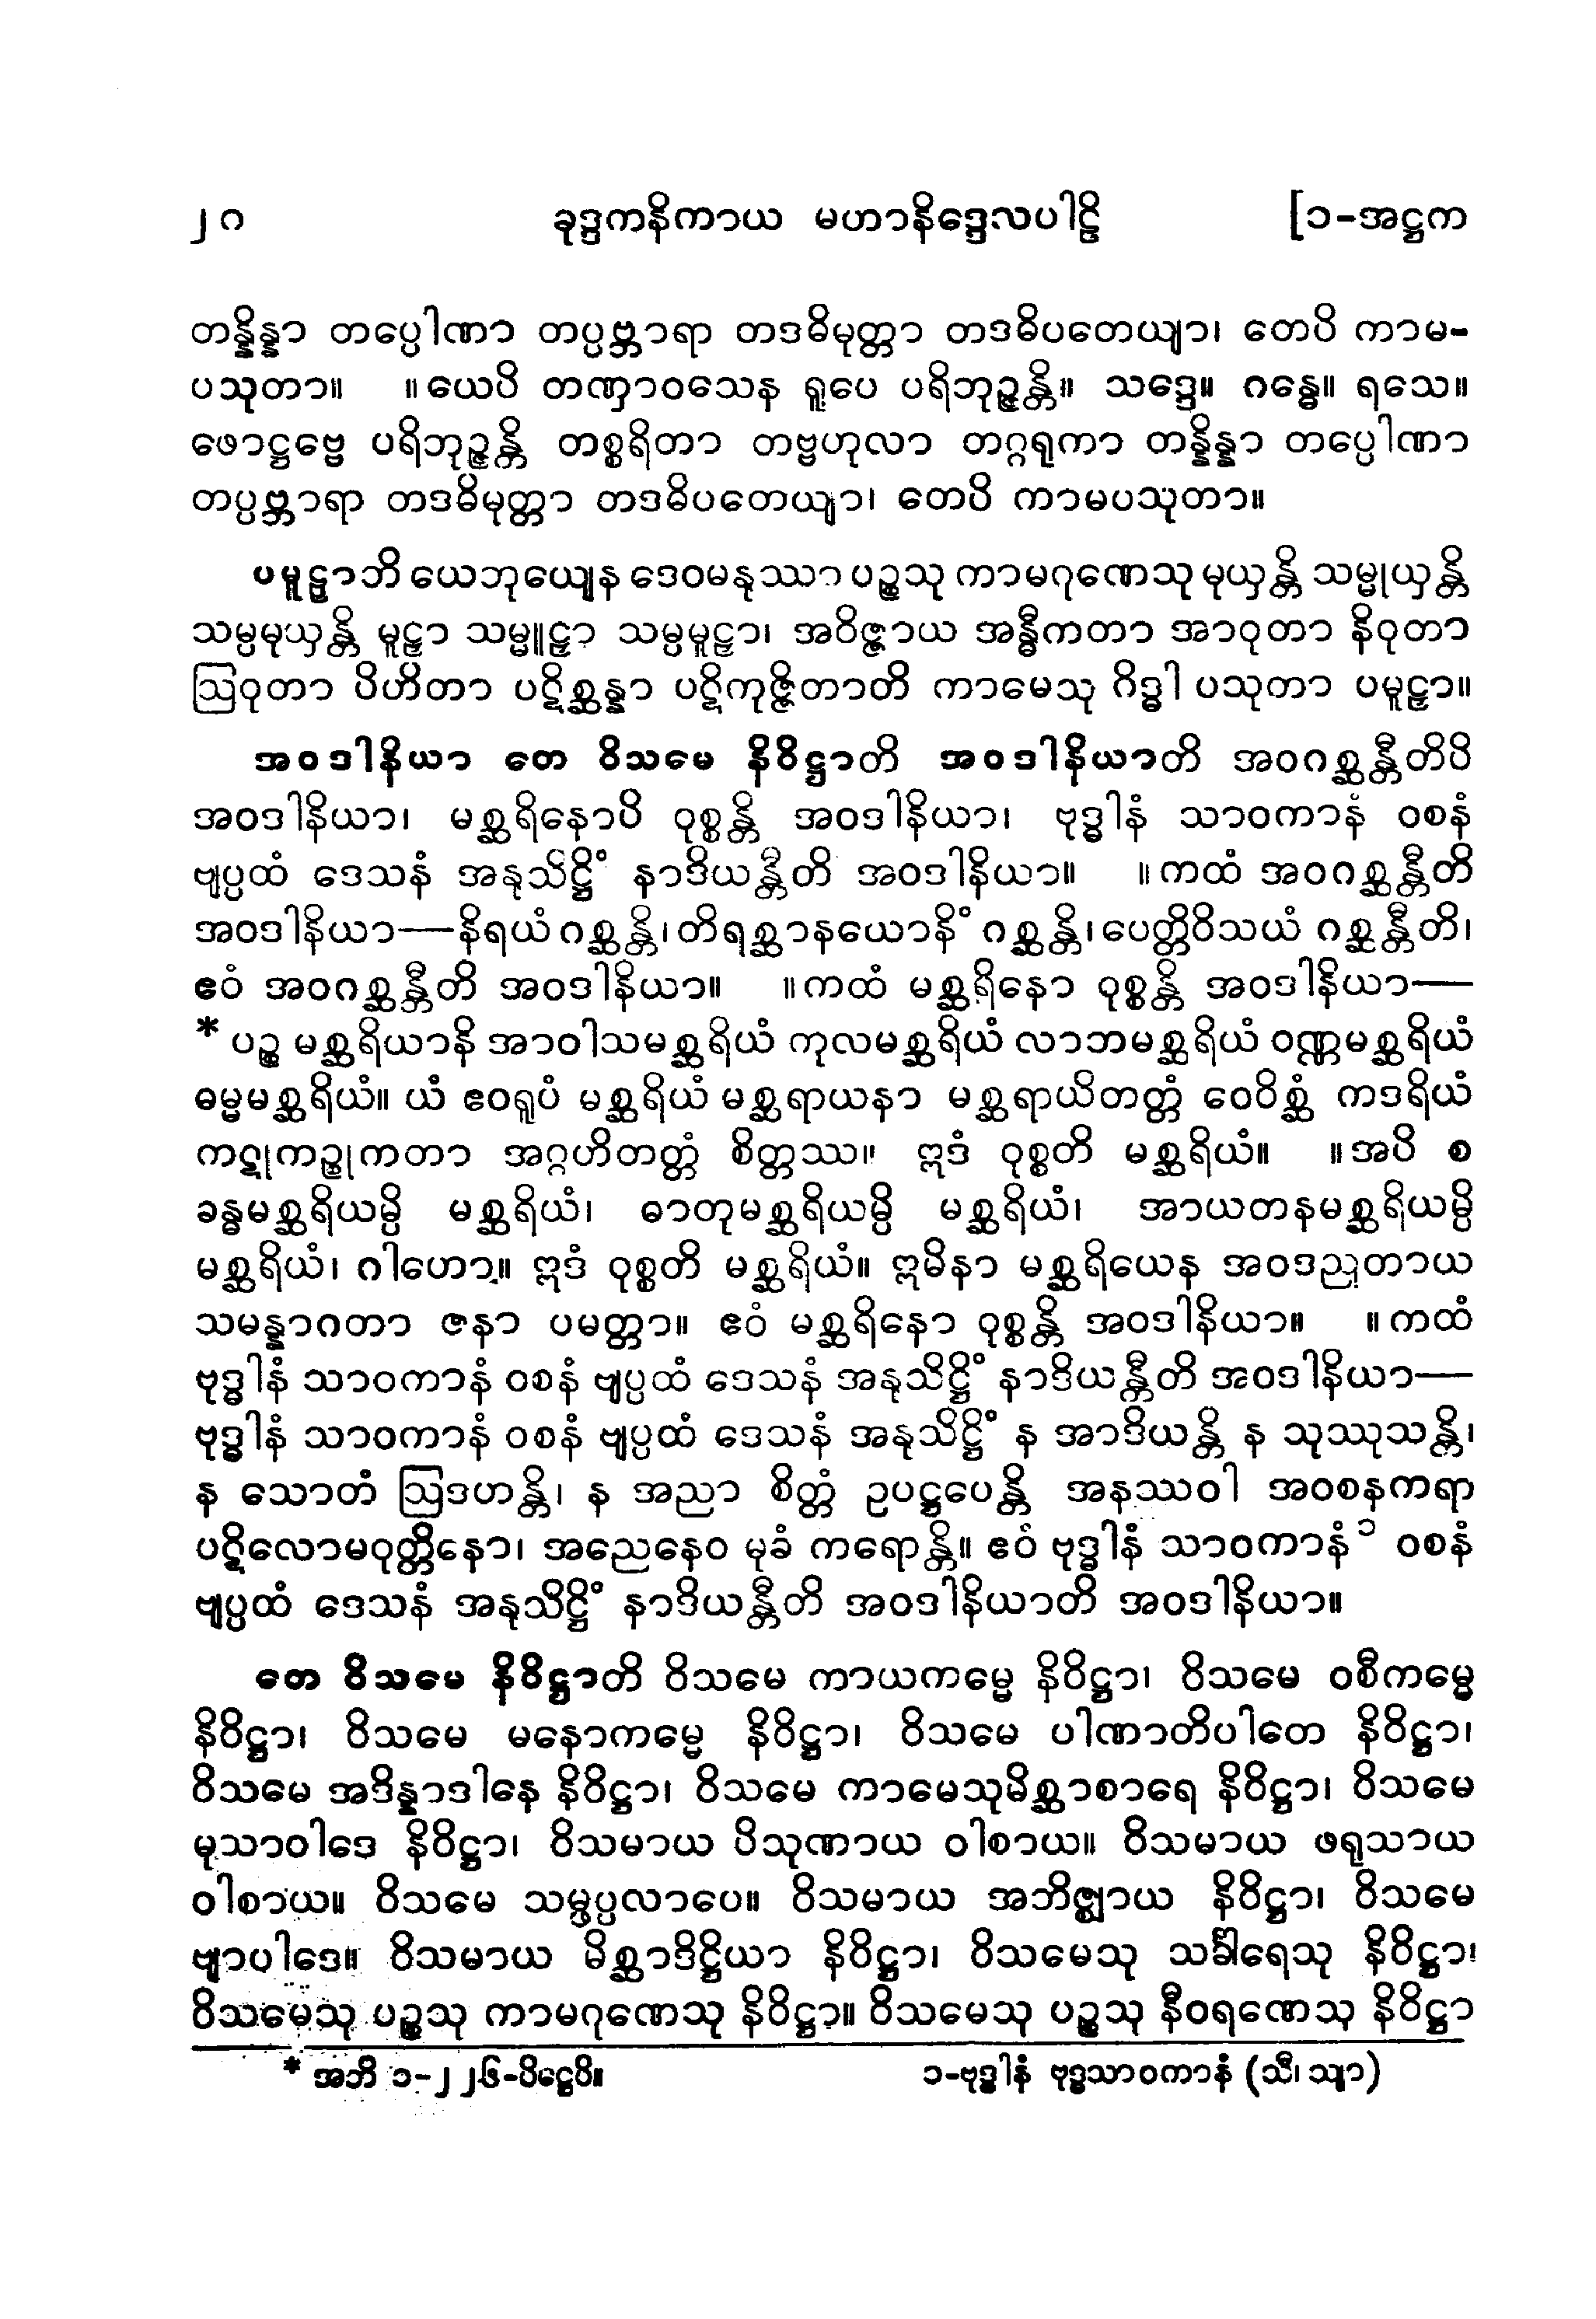 ၂၈ ခုဒ္ဒကနိကာယ မဟာနိဒ္ဒေသပါဠိ [၁-အဋ္ဌက
တန္နိန္နာ တပ္ပေါဏာ တပ္ပဗ္ဘာရာ တဒဓိမုတ္တာ တဒဓိပတေယျာ၊ တေပိ ကာမ-
ပသုတာ။ ။ယေပိ တဏှာဝသေန ရူပေ ပရိဘုဉ္ဇန္တိ။ သဒ္ဒေ။ ဂန္ဓေ။ ရသေ။
ဖောဋ္ဌဗ္ဗေ ပရိဘုဉ္ဇန္တိ တစ္စရိတာ တဗ္ဗဟုလာ တဂ္ဂရုကာ တန္နိန္နာ တပ္ပေါဏာ
တပ္ပဗ္ဘာရာ တဒဓိမုတ္တာ တဒဓိပတေယျာ၊ တေပိ ကာမပသုတာ။
ပမူဠှာတိ ယေဘုယျေန ဒေဝမနုဿာ ပဉ္စသု ကာမဂုဏေသု မုယှန္တိ သမ္မုယှန္တိ
သမ္ပမုယှန္တိ မူဠှာ သမ္မူဠှာ သမ္ပမူဠှာ၊ အဝိဇ္ဇာယ အန္ဓီကတာ အာဝုတာ နိဝုတာ
ဩဝုတာ ပိဟိတာ ပဋိစ္ဆန္နာ ပဋိကုဇ္ဇိတာတိ ကာမေသု ဂိဒ္ဓါ ပသုတာ ပမူဠှာ။
အဝဒါနိယာ တေ ဝိသမေ နိဝိဋ္ဌာတိ အဝဒါနိယာတိ အဝဂစ္ဆန္တီတိပိ
အဝဒါနိယာ၊ မစ္ဆရိနောပိ ဝုစ္စန္တိ အဝဒါနိယာ၊ ဗုဒ္ဓါနံ သာဝကာနံ ဝစနံ
ဗျပ္ပထံ ဒေသနံ အနုသိဋ္ဌိံ နာဒိယန္တီတိ အဝဒါနိယာ။ ။ကထံ အဝဂစ္ဆန္တီတိ
အဝဒါနိယာ—နိရယံ ဂစ္ဆန္တိ၊ တိရစ္ဆာနယောနိံ ဂစ္ဆန္တိ၊ ပေတ္တိဝိသယံ ဂစ္ဆန္တီတိ၊
ဧဝံ အဝဂစ္ဆန္တီတိ အဝဒါနိယာ။ ။ကထံ မစ္ဆရိနော ဝုစ္စန္တိ အဝဒါနိယာ—
* ပဉ္စ မစ္ဆရိယာနိ အာဝါသမစ္ဆရိယံ ကုလမစ္ဆရိယံ လာဘမစ္ဆရိယံ ဝဏ္ဏမစ္ဆရိယံ
ဓမ္မမစ္ဆရိယံ။ ယံ ဧဝရူပံ မစ္ဆရိယံ မစ္ဆရာယနာ မစ္ဆရာယိတတ္တံ ဝေဝိစ္ဆံ ကဒရိယံ
ကဋုကဉ္စုကတာ အဂ္ဂဟိတတ္တံ စိတ္တဿ။ ဣဒံ ဝုစ္စတိ မစ္ဆရိယံ။ ။အပိ စ
ခန္ဓမစ္ဆရိယမ္ပိ မစ္ဆရိယံ၊ ဓာတုမစ္ဆရိယမ္ပိ မစ္ဆရိယံ၊ အာယတနမစ္ဆရိယမ္ပိ
မစ္ဆရိယံ၊ ဂါဟော။ ဣဒံ ဝုစ္စတိ မစ္ဆရိယံ။ ဣမိနာ မစ္ဆရိယေန အဝဒညုတာယ
သမန္နာဂတာ ဇနာ ပမတ္တာ။ ဧဝံ မစ္ဆရိနော ဝုစ္စန္တိ အဝဒါနိယာ။ ။ကထံ
ဗုဒ္ဓါနံ သာဝကာနံ ဝစနံ ဗျပ္ပထံ ဒေသနံ အနုသိဋ္ဌိံ နာဒိယန္တီတိ အဝဒါနိယာ—
ဗုဒ္ဓါနံ သာဝကာနံ ဝစနံ ဗျပ္ပထံ ဒေသနံ အနုသိဋ္ဌိံ န အာဒိယန္တိ န သုဿုသန္တိ၊
န သောတံ ဩဒဟန္တိ၊ န အညာ စိတ္တံ ဥပဋ္ဌပေန္တိ အနဿဝါ အဝစနကရာ
ပဋိလောမဝုတ္တိနော၊ အညေနေဝ မုခံ ကရောန္တိ။ ဧဝံ ဗုဒ္ဓါနံ သာဝကာနံ၁ ဝစနံ
ဗျပ္ပထံ ဒေသနံ အနုသိဋ္ဌိံ နာဒိယန္တီတိ အဝဒါနိယာတိ အဝဒါနိယာ။
တေ ဝိသမေ နိဝိဋ္ဌာတိ ဝိသမေ ကာယကမ္မေ နိဝိဋ္ဌာ၊ ဝိသမေ ဝစီကမ္မေ
နိဝိဋ္ဌာ၊ ဝိသမေ မနောကမ္မေ နိဝိဋ္ဌာ၊ ဝိသမေ ပါဏာတိပါတေ နိဝိဋ္ဌာ၊
ဝိသမေ အဒိန္နာဒါနေ နိဝိဋ္ဌာ၊ ဝိသမေ ကာမေသုမိစ္ဆာစာရေ နိဝိဋ္ဌာ၊ ဝိသမေ
မုသာဝါဒေ နိဝိဋ္ဌာ၊ ဝိသမာယ ပိသုဏာယ ဝါစာယ။ ဝိသမာယ ဖရုသာယ
ဝါစာယ။ ဝိသမေ သမ္ဖပ္ပလာပေ။ ဝိသမာယ အဘိဇ္ဈာယ နိဝိဋ္ဌာ၊ ဝိသမေ
ဗျာပါဒေ။ ဝိသမာယ မိစ္ဆာဒိဋ္ဌိယာ နိဝိဋ္ဌာ၊ ဝိသမေသု သင်္ခါရေသု နိဝိဋ္ဌာ၊
ဝိသမေသု ပဉ္စသု ကာမဂုဏေသု နိဝိဋ္ဌာ။ ဝိသမေသု ပဉ္စသု နီဝရဏေသု နိဝိဋ္ဌာ
* အဘိ ၁-၂၂၆-ပိဋ္ဌေပိ။ ၁-ဗုဒ္ဓါနံ ဗုဒ္ဓသာဝကာနံ (သီ၊ သျာ)